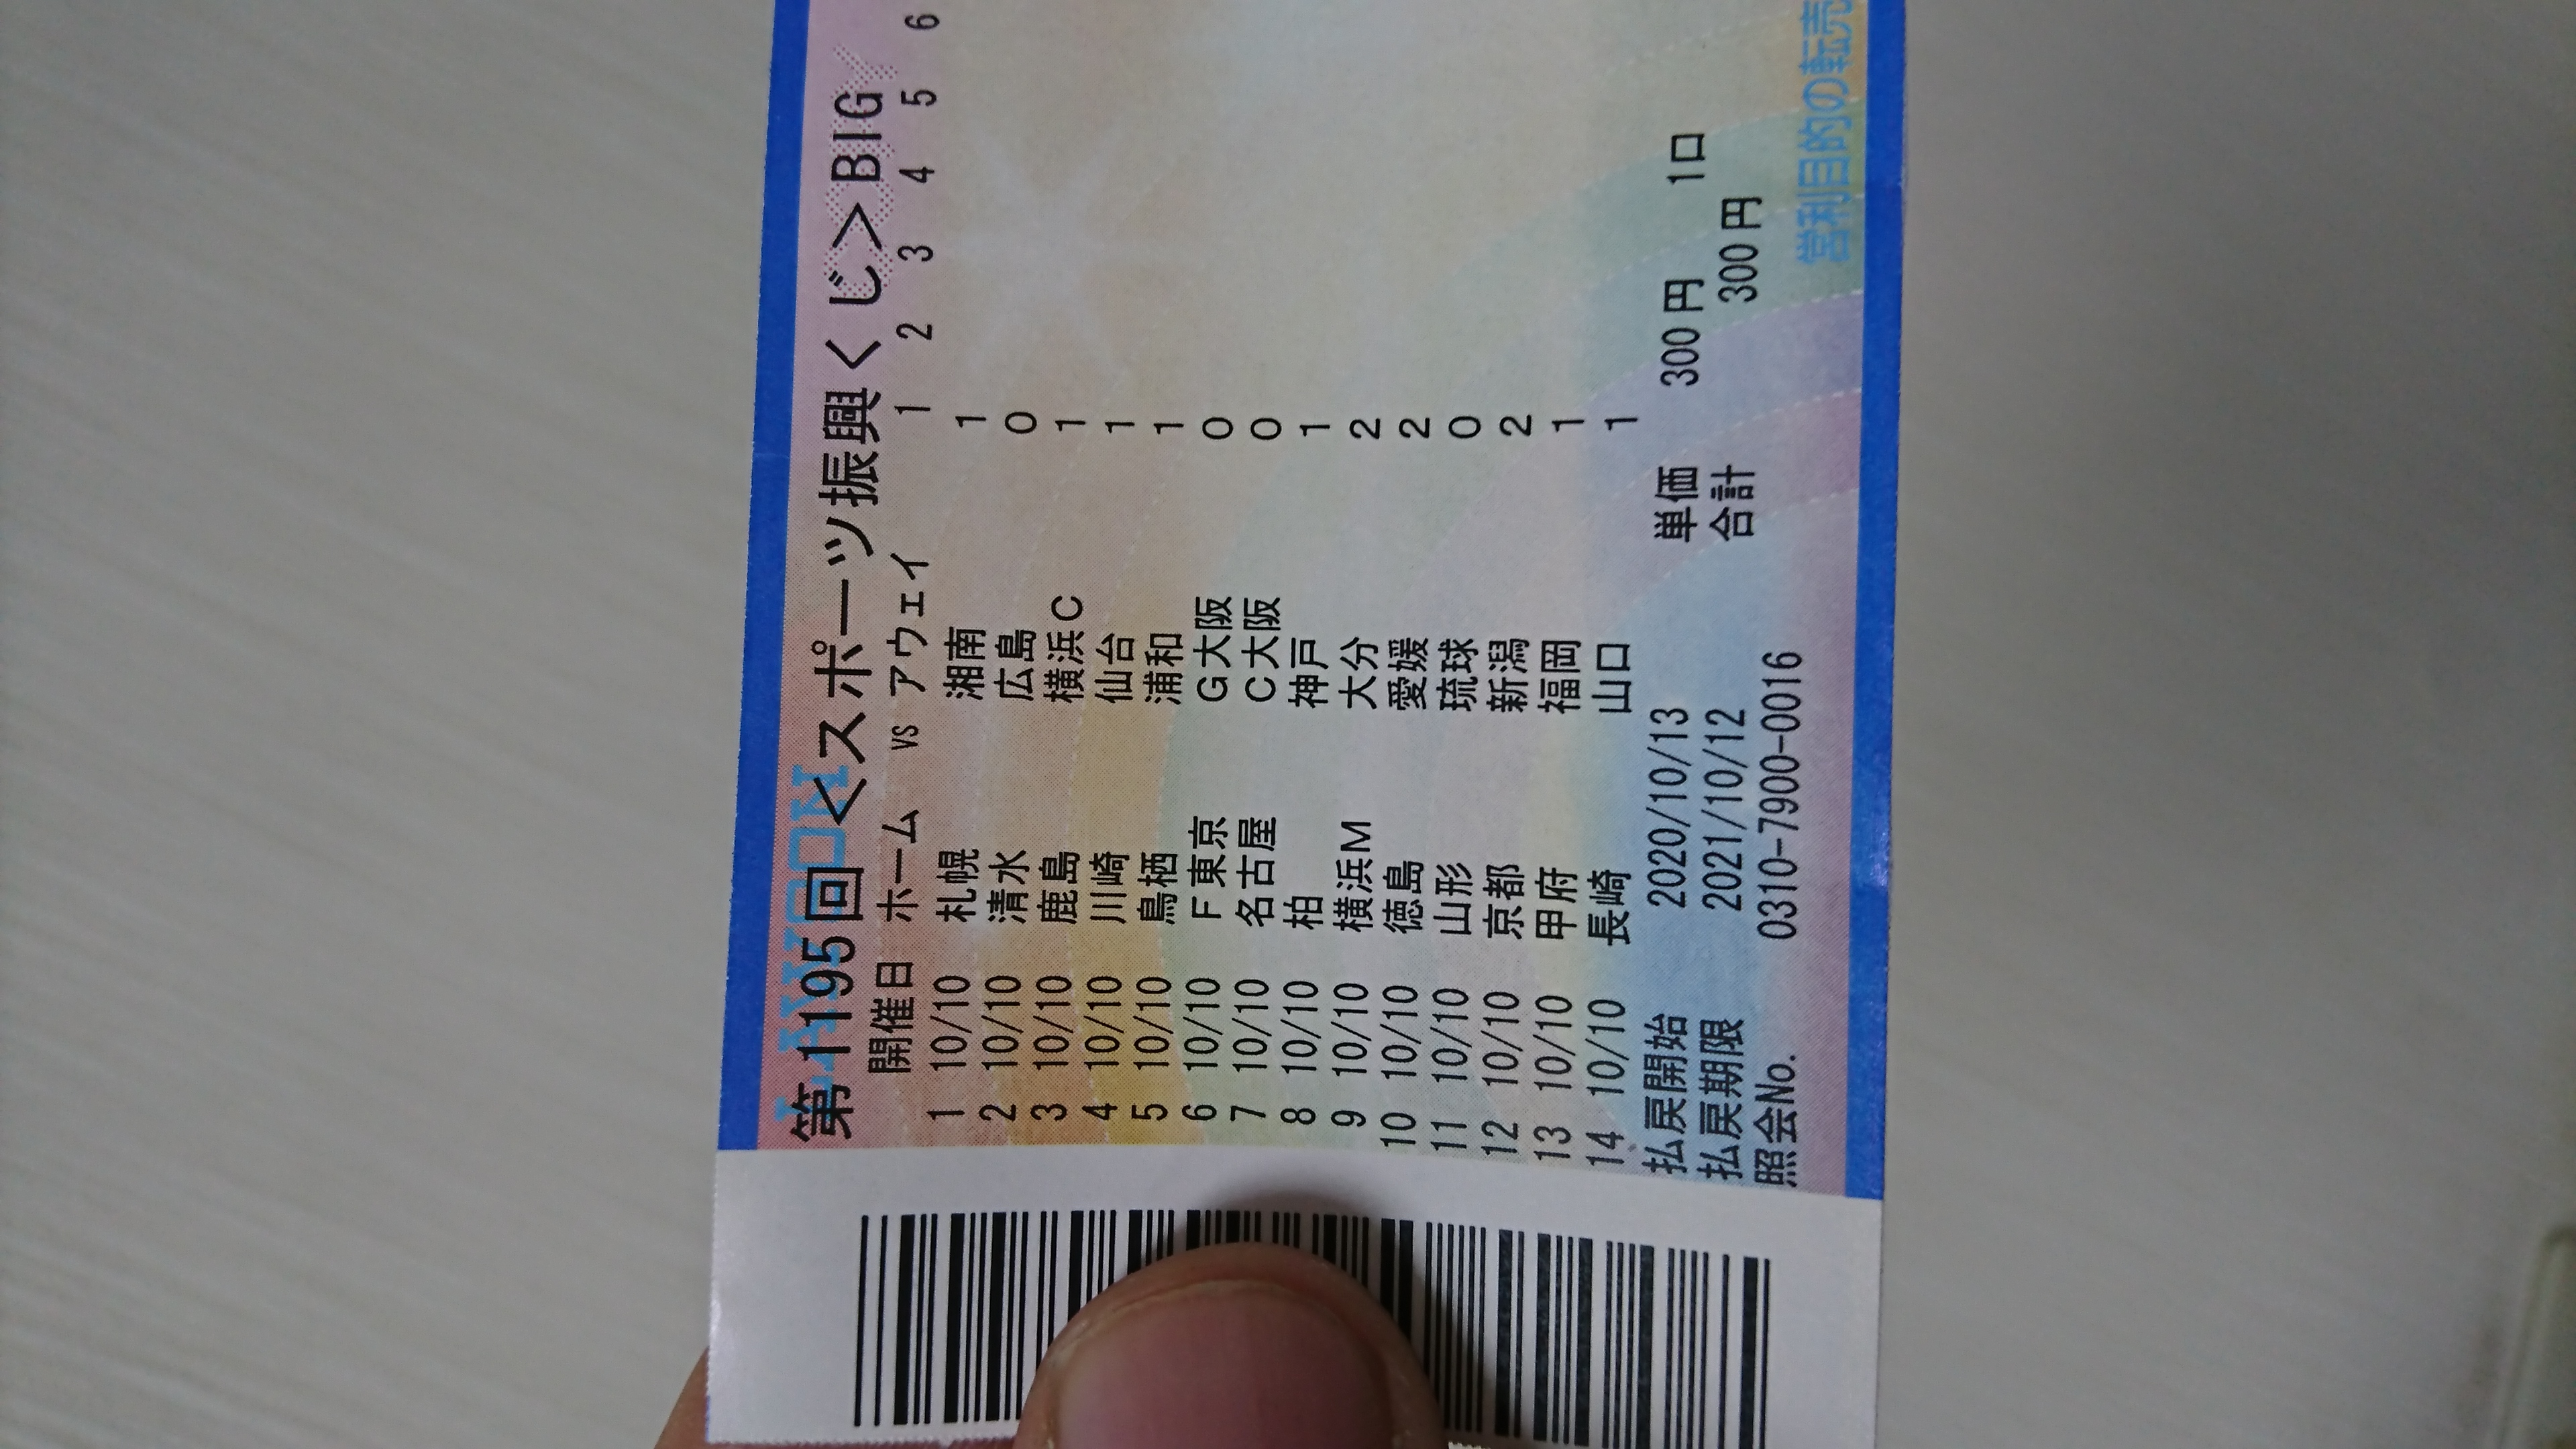 LAWSON
第1195回<スポーツ振興くじ>BIG
開催日 ホーム vs アウェイ 1 2 3 4 5 6
1 10/10 札幌 湘南 1
2 10/10 清水 広島 0
3 10/10 鹿島 横浜C 1
4 10/10 川崎 仙台 1
5 10/10 鳥栖 浦和 1
6 10/10 F東京 G大阪 0
7 10/10 名古屋 C大阪 0
8 10/10 柏 神戸 1
9 10/10 横浜M 大分 2
10 10/10 徳島 愛媛 2
11 10/10 山形 琉球 0
12 10/10 京都 新潟 2
13 10/10 甲府 福岡 1
14 10/10 長崎 山口 1
払戻開始 2020/10/13 単価 300円 1口
払戻期限 2021/10/12 合計 300円
照会No. 0310-7900-0016
営利目的の転売